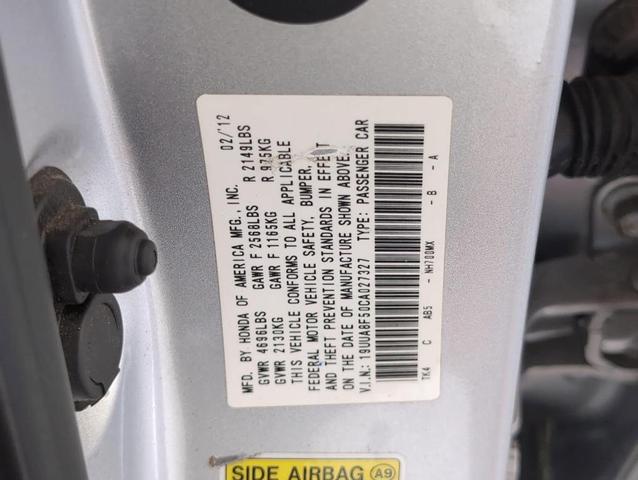 MFD. BY HONDA OF AMERICA MFG., INC. 02/'12
GVWR 4696LBS GAWR F 2568LBS R 2149LBS
GVWR 2130KG GAWR F 1165KG R 975KG
THIS VEHICLE CONFORMS TO ALL APPLICABLE
FEDERAL MOTOR VEHICLE SAFETY, BUMPER,
AND THEFT PREVENTION STANDARDS IN EFFECT
ON THE DATE OF MANUFACTURE SHOWN ABOVE.
V.I.N.: 19UUA8F50CA027327 TYPE: PASSENGER CAR
TK4 C AB5 - NH700MX - B - A
SIDE AIRBAG A9